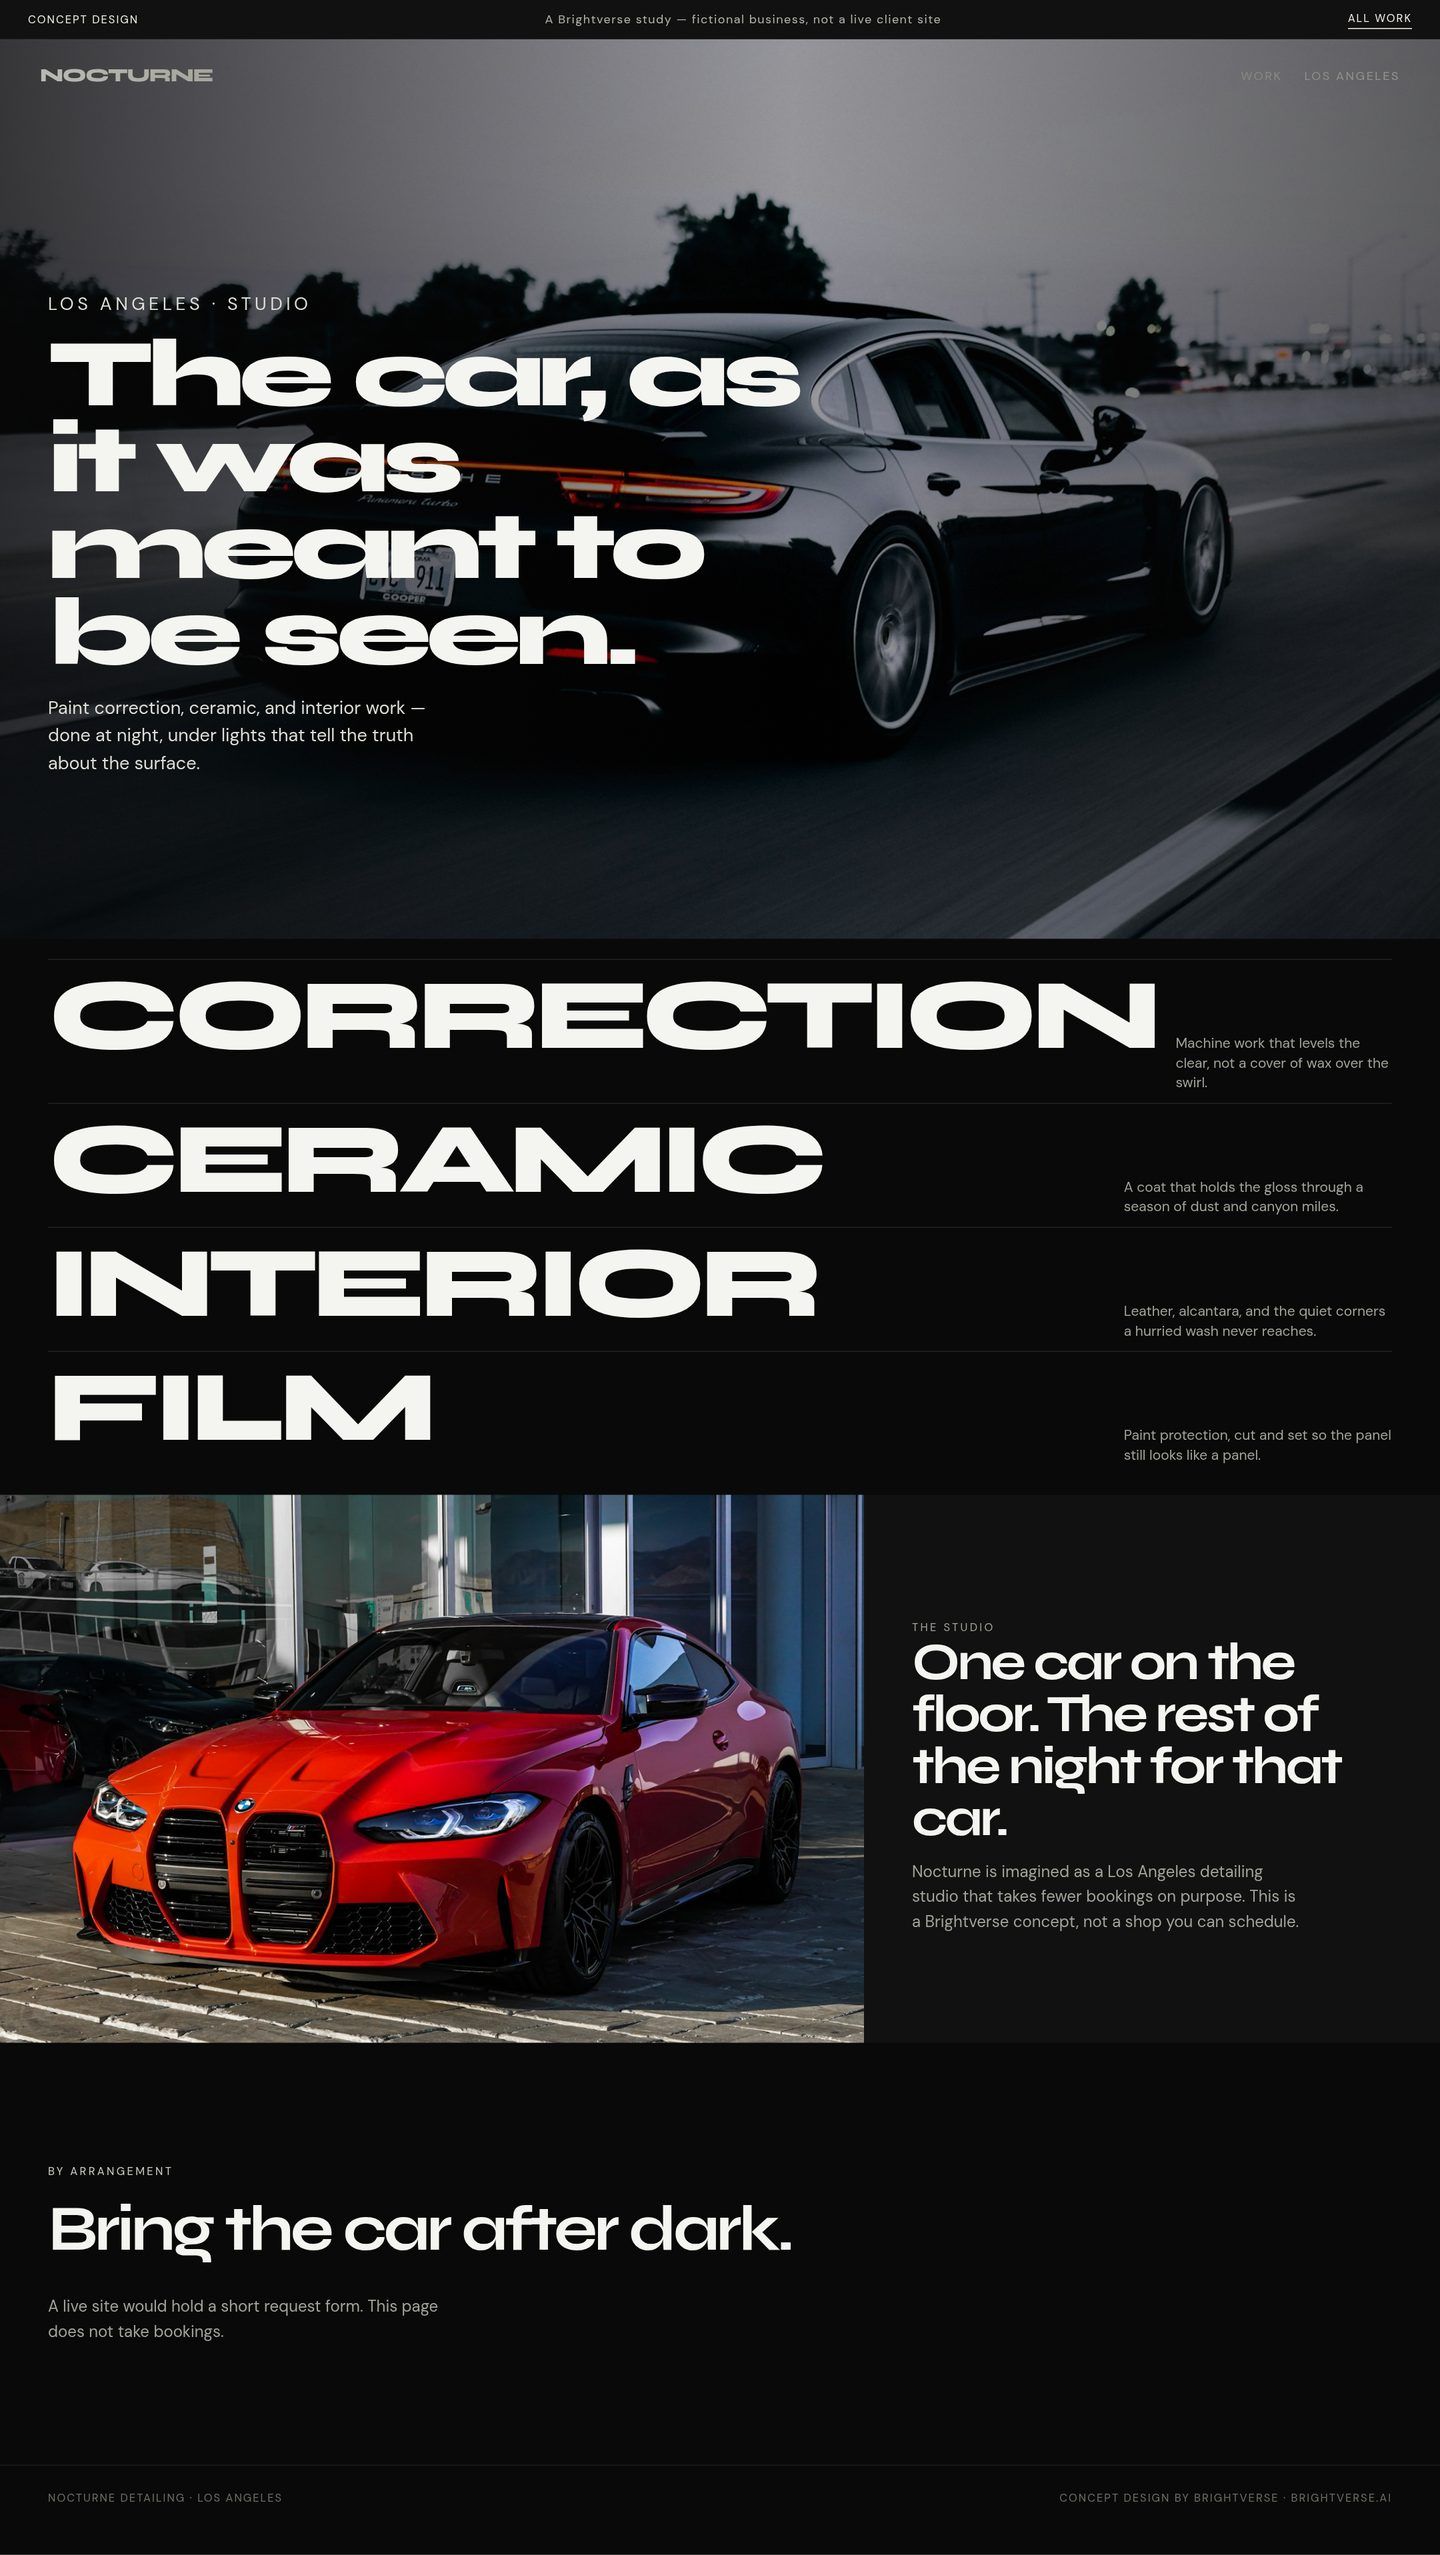 CONCEPT DESIGN
A Brightverse study — fictional business, not a live client site
ALL WORK
NOCTURNE
WORK
LOS ANGELES
LOS ANGELES · STUDIO
The car, as
it was
meant to
be seen.
Panamera turbo
911
COOPER
Paint correction, ceramic, and interior work —
done at night, under lights that tell the truth
about the surface.
CORRECTION
Machine work that levels the
clear, not a cover of wax over the
swirl.
CERAMIC
A coat that holds the gloss through a
season of dust and canyon miles.
INTERIOR
Leather, alcantara, and the quiet corners
a hurried wash never reaches.
FILM
Paint protection, cut and set so the panel
still looks like a panel.
THE STUDIO
One car on the
floor. The rest of
the night for that
car.
Nocturne is imagined as a Los Angeles detailing
studio that takes fewer bookings on purpose. This is
a Brightverse concept, not a shop you can schedule.
BY ARRANGEMENT
Bring the car after dark.
A live site would hold a short request form. This page
does not take bookings.
NOCTURNE DETAILING · LOS ANGELES
CONCEPT DESIGN BY BRIGHTVERSE · BRIGHTVERSE.AI